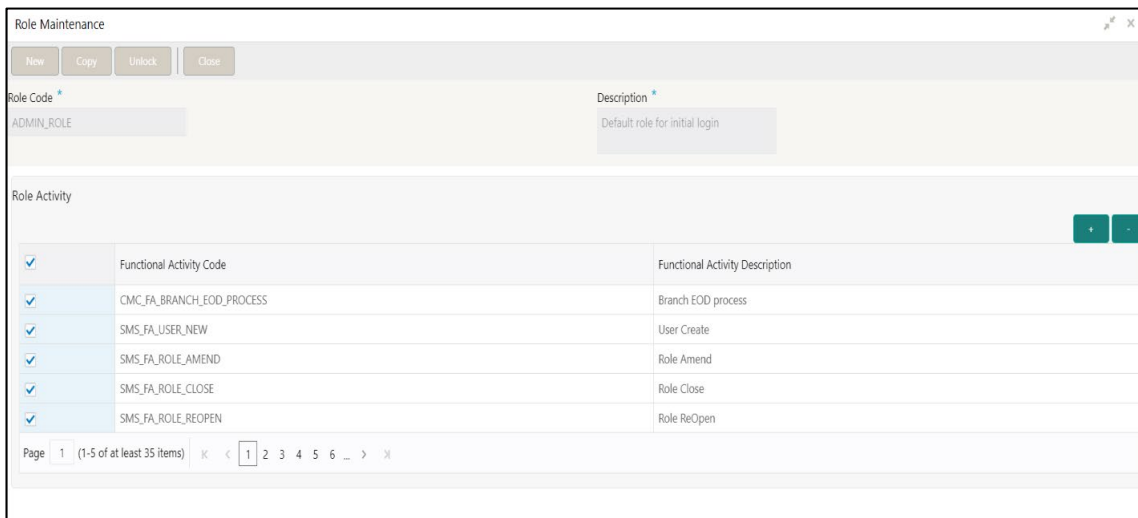 Role Maintenance
New Copy Unlock Close
Role Code * Description *
ADMIN_ROLE Default role for initial login
Role Activity
+ -
Functional Activity Code Functional Activity Description
CMC_FA_BRANCH_EOD_PROCESS Branch EOD process
SMS_FA_USER_NEW User Create
SMS_FA_ROLE_AMEND Role Amend
SMS_FA_ROLE_CLOSE Role Close
SMS_FA_ROLE_REOPEN Role ReOpen
Page 1 (1-5 of at least 35 items) 1 2 3 4 5 6 ...